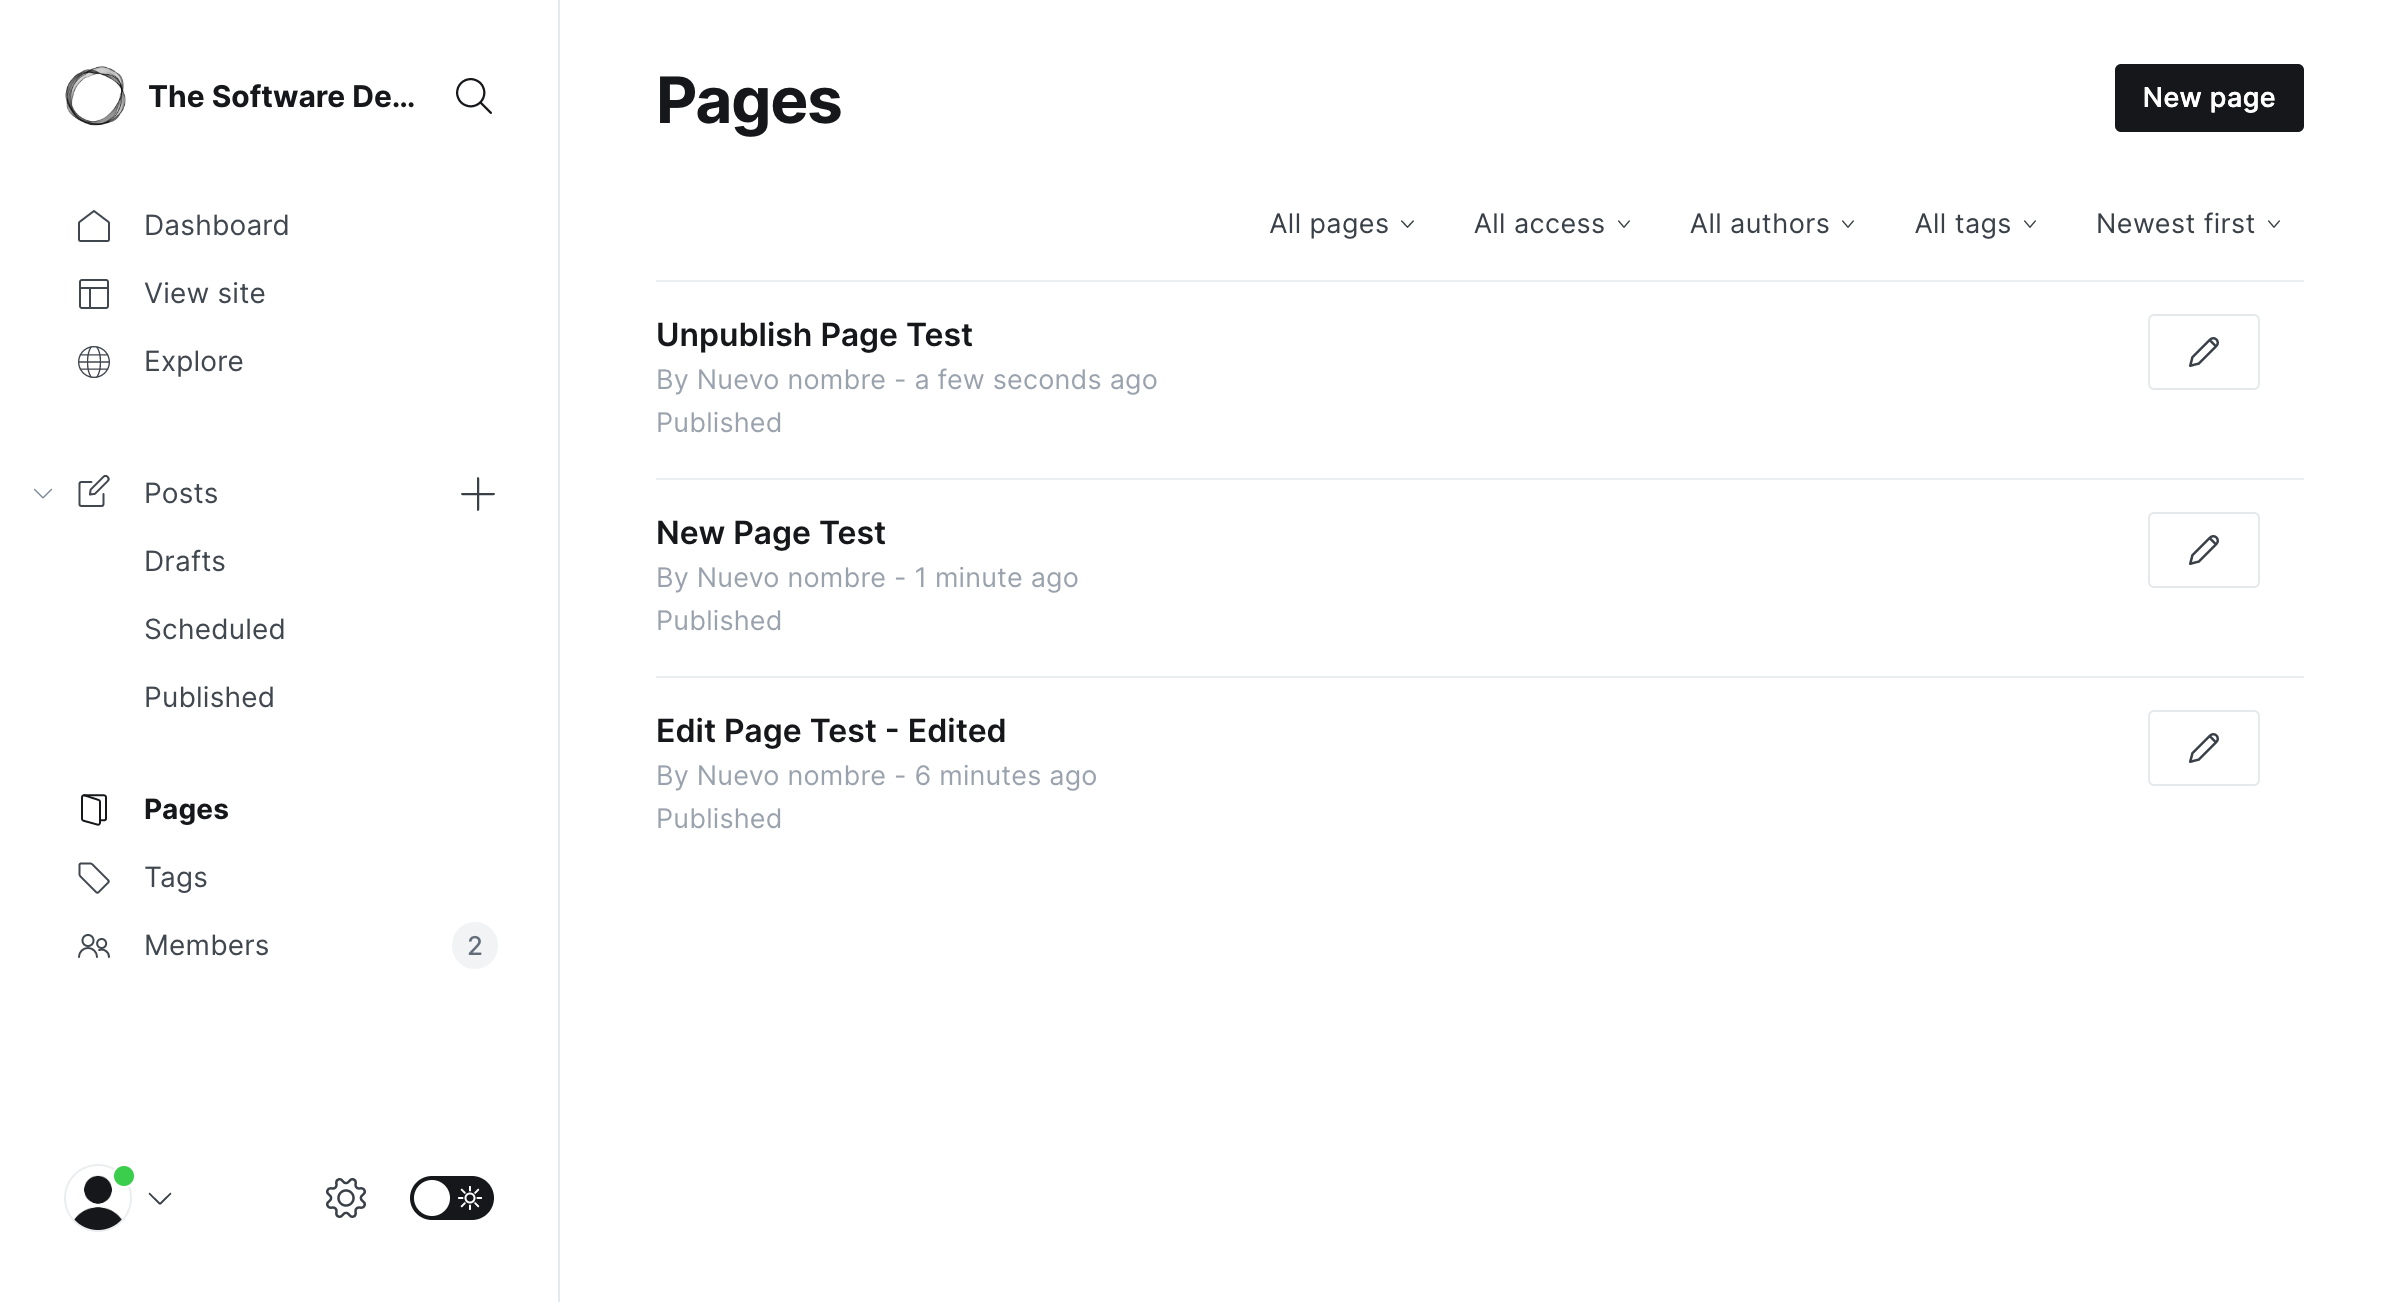 The Software De...
Dashboard
View site
Explore
Posts
Drafts
Scheduled
Published
Pages
Tags
Members 2
Pages
New page
All pages All access All authors All tags Newest first
Unpublish Page Test
By Nuevo nombre - a few seconds ago
Published
New Page Test
By Nuevo nombre - 1 minute ago
Published
Edit Page Test - Edited
By Nuevo nombre - 6 minutes ago
Published